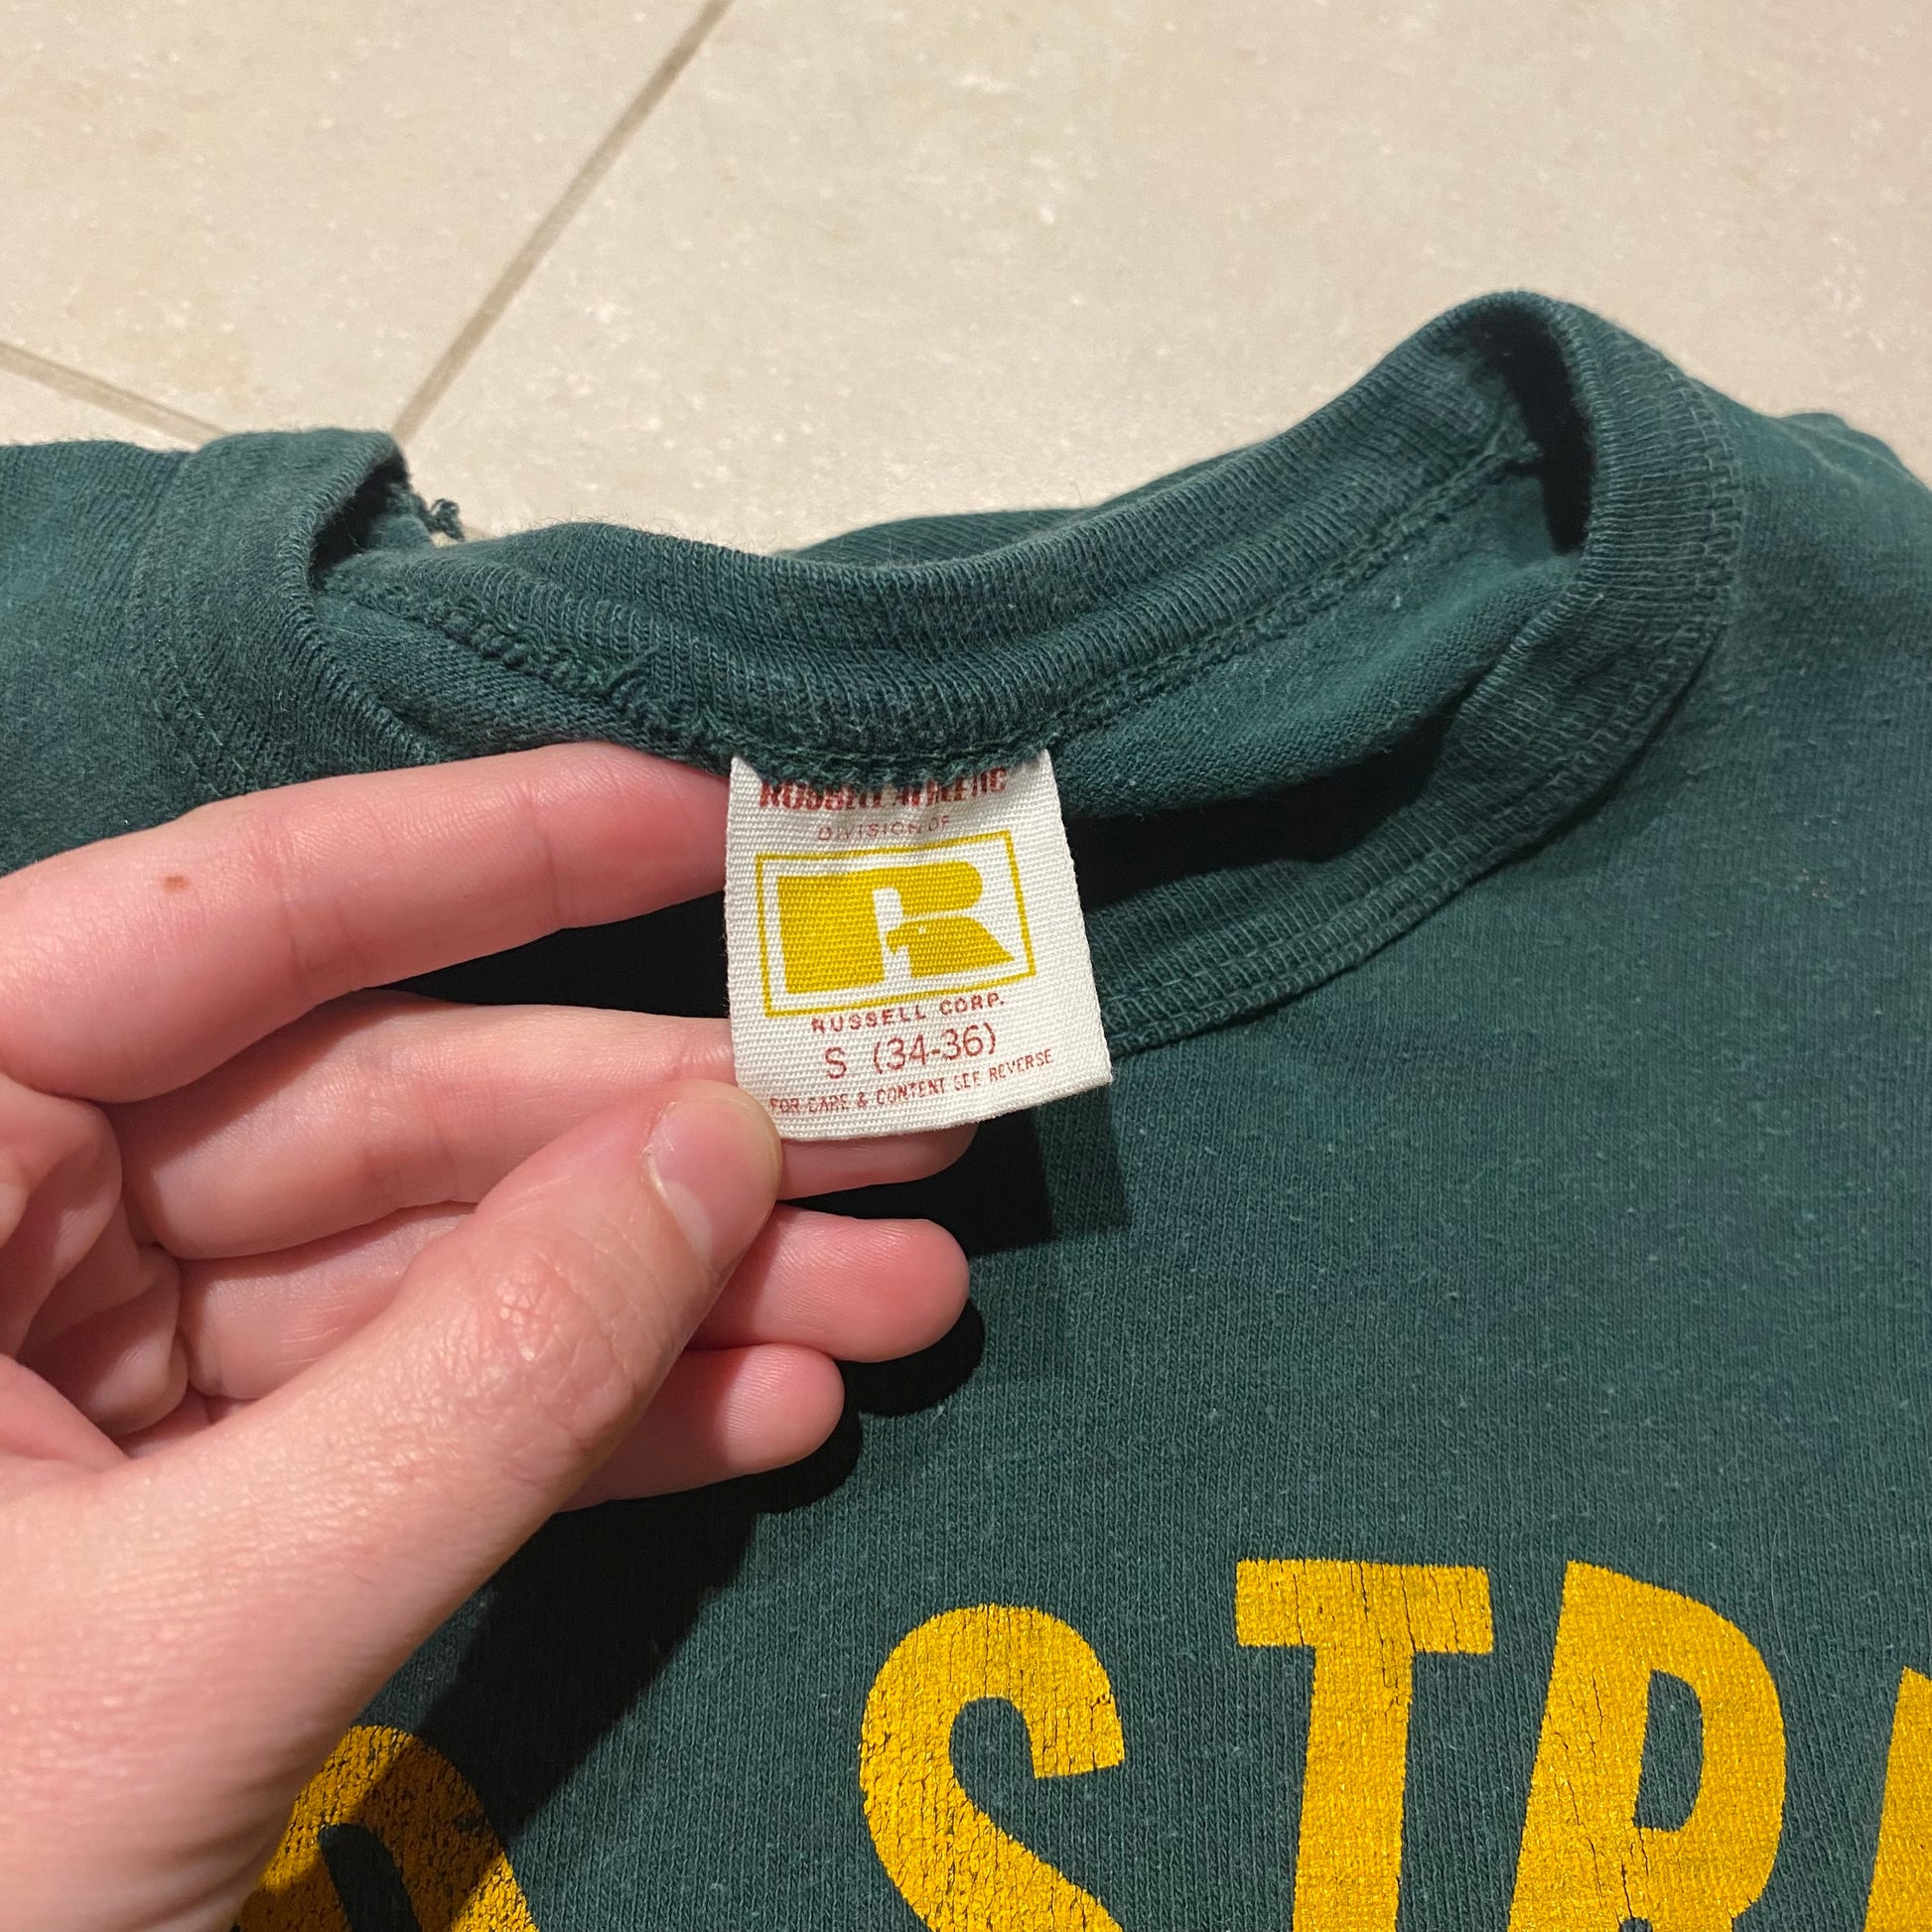 RUSSELL ATHLETIC
DIVISION OF
R
RUSSELL CORP.
S (34-36)
FOR CARE & CONTENT SEE REVERSE
STR